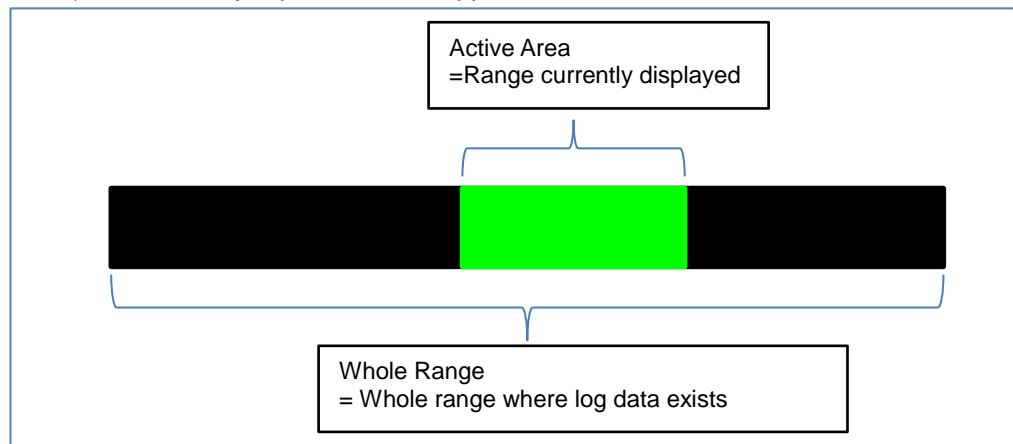 Active Area
=Range currently displayed
Whole Range
= Whole range where log data exists